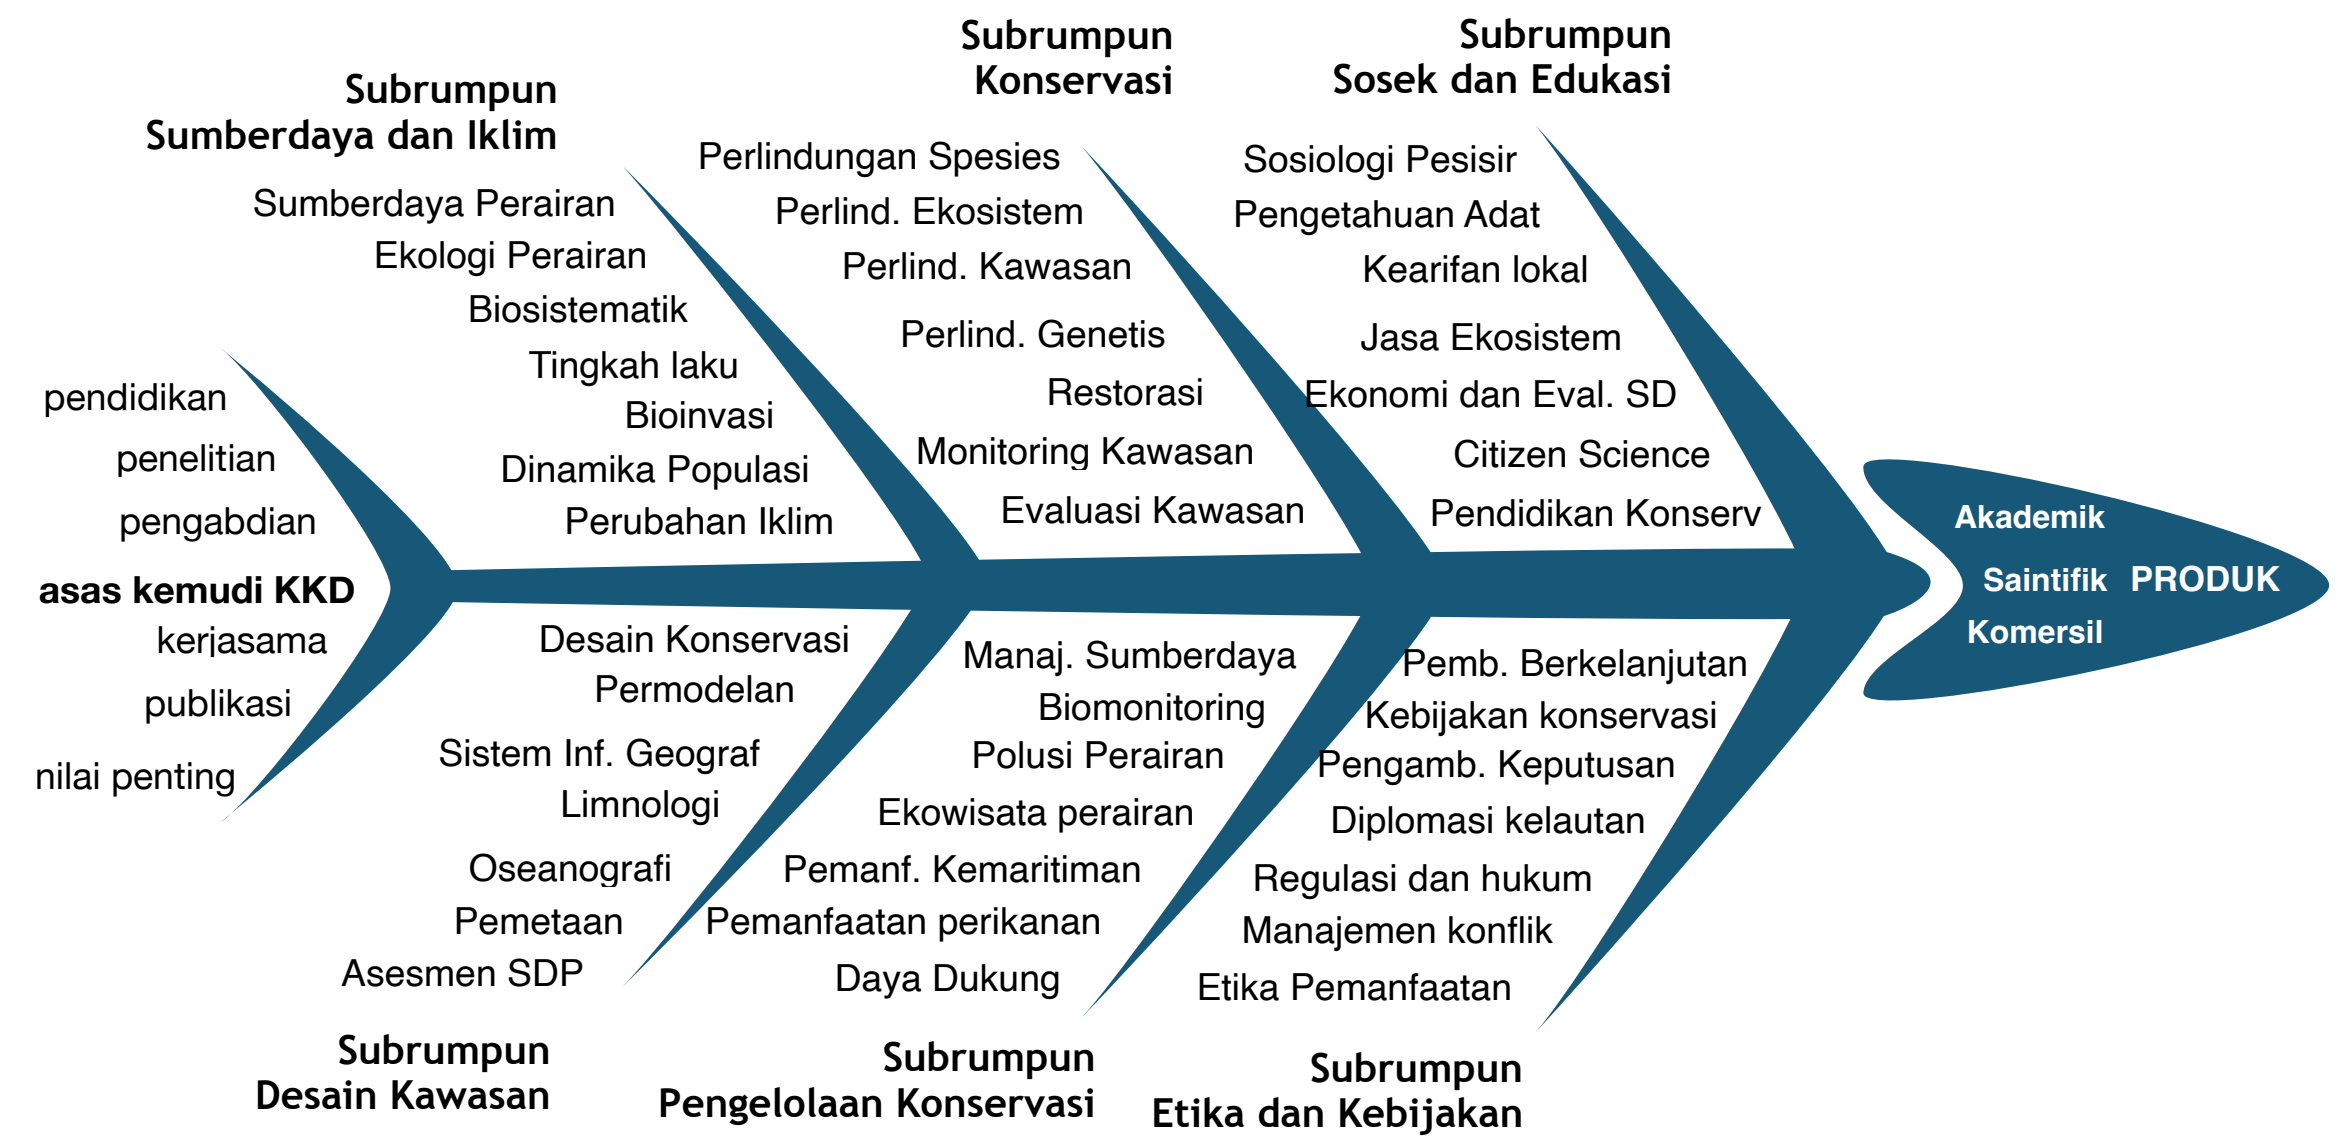 Subrumpun
Sumberdaya dan Iklim
Sumberdaya Perairan
Ekologi Perairan
Biosistematik
Tingkah laku
Bioinvasi
Dinamika Populasi
Perubahan Iklim
Subrumpun
Konservasi
Perlindungan Spesies
Perlind. Ekosistem
Perlind. Kawasan
Perlind. Genetis
Restorasi
Monitoring Kawasan
Evaluasi Kawasan
Subrumpun
Sosek dan Edukasi
Sosiologi Pesisir
Pengetahuan Adat
Kearifan lokal
Jasa Ekosistem
Ekonomi dan Eval. SD
Citizen Science
Pendidikan Konserv
pendidikan
penelitian
pengabdian
asas kemudi KKD
kerjasama
publikasi
nilai penting
Desain Konservasi
Permodelan
Sistem Inf. Geograf
Limnologi
Oseanografi
Pemetaan
Asesmen SDP
Subrumpun
Desain Kawasan
Manaj. Sumberdaya
Biomonitoring
Polusi Perairan
Ekowisata perairan
Pemanf. Kemaritiman
Pemanfaatan perikanan
Daya Dukung
Subrumpun
Pengelolaan Konservasi
Pemb. Berkelanjutan
Kebijakan konservasi
Pengamb. Keputusan
Diplomasi kelautan
Regulasi dan hukum
Manajemen konflik
Etika Pemanfaatan
Subrumpun
Etika dan Kebijakan
Akademik
Saintifik PRODUK
Komersil